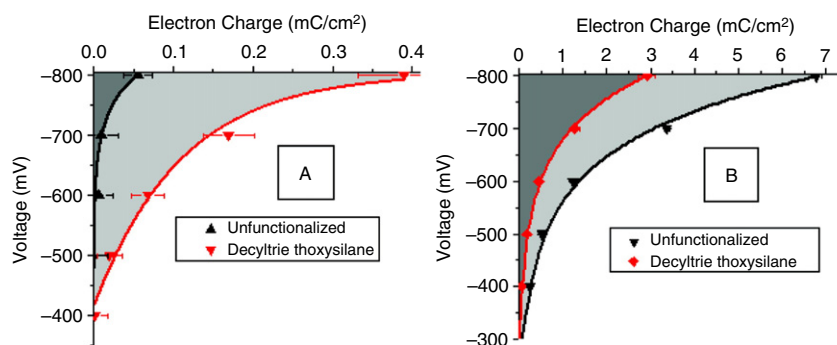 Electron Charge (mC/cm²)
0.0 0.1 0.2 0.3 0.4
Voltage (mV)
–800
–700
–600
–500
–400
A
Unfunctionalized
Decyltrie thoxysilane
Electron Charge (mC/cm²)
0 1 2 3 4 5 6 7
Voltage (mV)
–800
–700
–600
–500
–400
–300
B
Unfunctionalized
Decyltrie thoxysilane